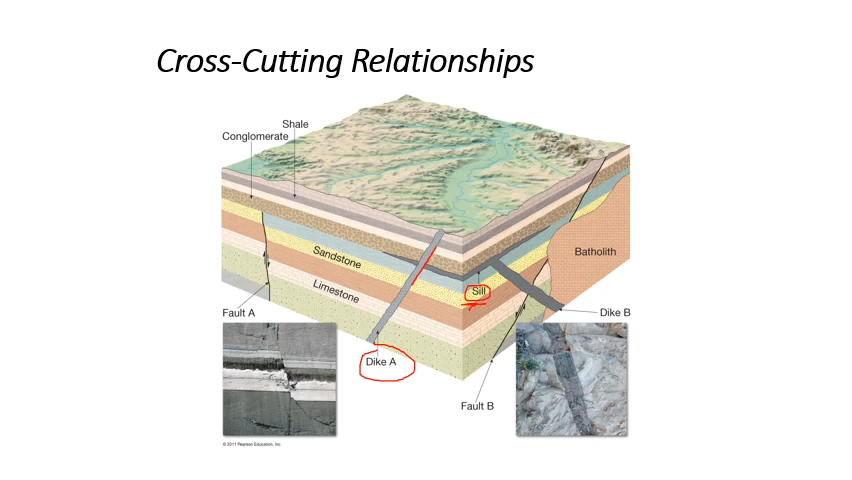 Cross-Cutting Relationships
Shale
Conglomerate
Sandstone
Batholith
Limestone
Sill
Fault A
Dike B
Dike A
Fault B
© 2011 Pearson Education, Inc.